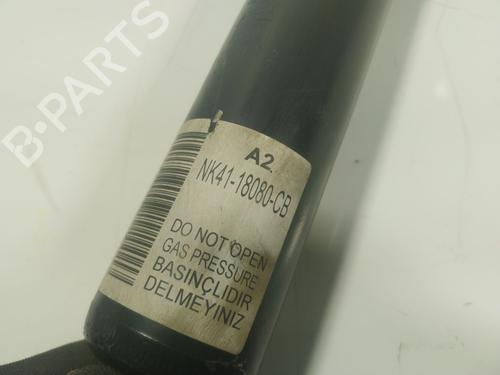 B-PARTS
A2
NK41-18080-CB
DO NOT OPEN
GAS PRESSURE
BASINÇLIDIR
DELMEYINIZ